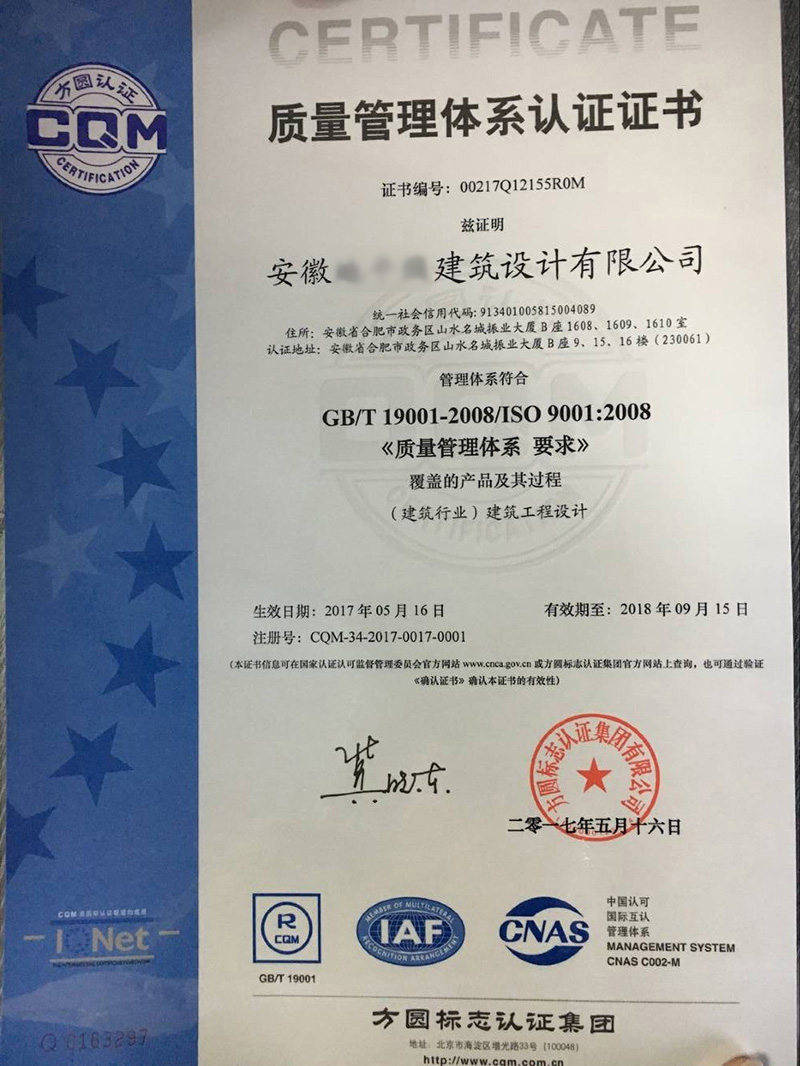 CERTIFICATE
方圆认证
CQM
CERTIFICATION
质量管理体系认证证书
证书编号：00217Q12155R0M
兹证明
安徽 建筑设计有限公司
统一社会信用代码：913401005815004089
住所：安徽省合肥市政务区山水名城振业大厦B座1608、1609、1610室
认证地址：安徽省合肥市政务区山水名城振业大厦B座9、15、16楼（230061）
管理体系符合
GB/T 19001-2008/ISO 9001:2008
《质量管理体系 要求》
覆盖的产品及其过程
（建筑行业）建筑工程设计
生效日期：2017年05月16日
有效期至：2018年09月15日
注册号：CQM-34-2017-0017-0001
（本证书信息可在国家认证认可监督管理委员会官方网站 www.cnca.gov.cn 或方圆标志认证集团官方网站上查询，也可通过验证
《确认证书》确认本证书的有效性）
方圆标志认证集团有限公司
二零一七年五月十六日
IQNet
Q 0163297
R
CQM
GB/T 19001
MEMBER OF MULTILATERAL
IAF
RECOGNITION ARRANGEMENT
CNAS
中国认可
国际互认
管理体系
MANAGEMENT SYSTEM
CNAS C002-M
方圆标志认证集团
地址：北京市海淀区增光路33号（100048）
http://www.cqm.com.cn